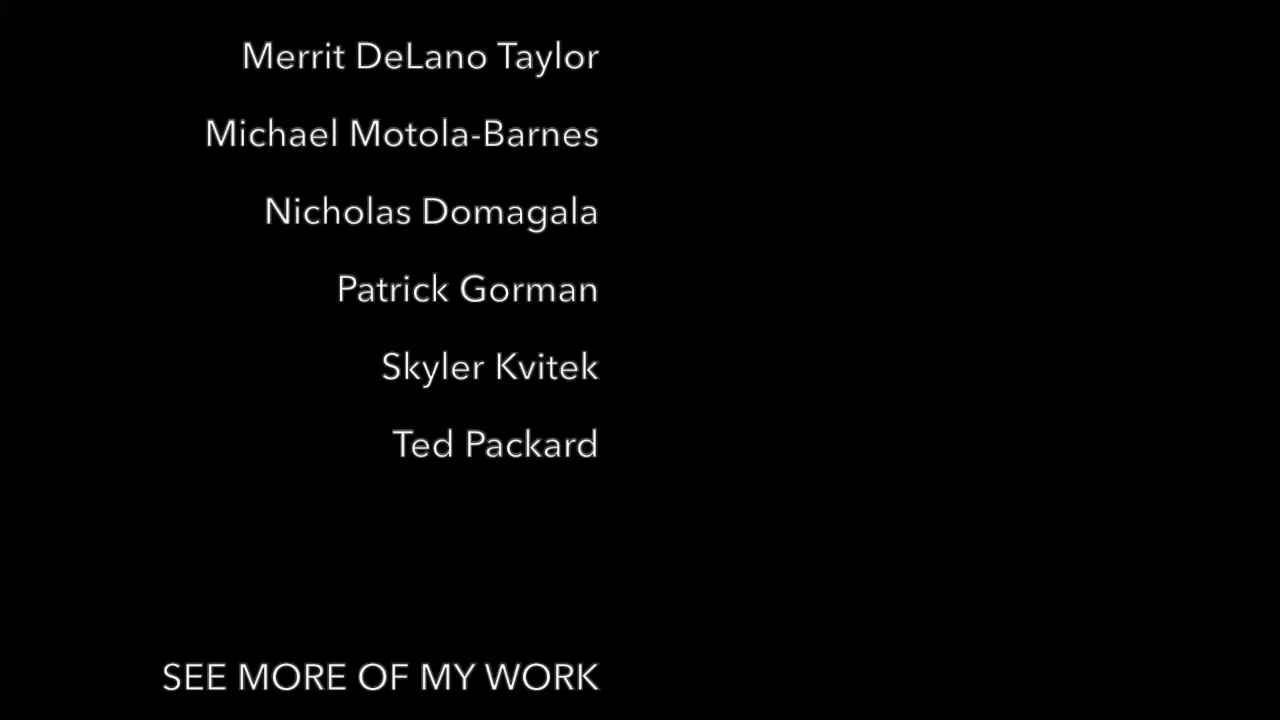 Merrit DeLano Taylor
Michael Motola-Barnes
Nicholas Domagala
Patrick Gorman
Skyler Kvitek
Ted Packard
SEE MORE OF MY WORK